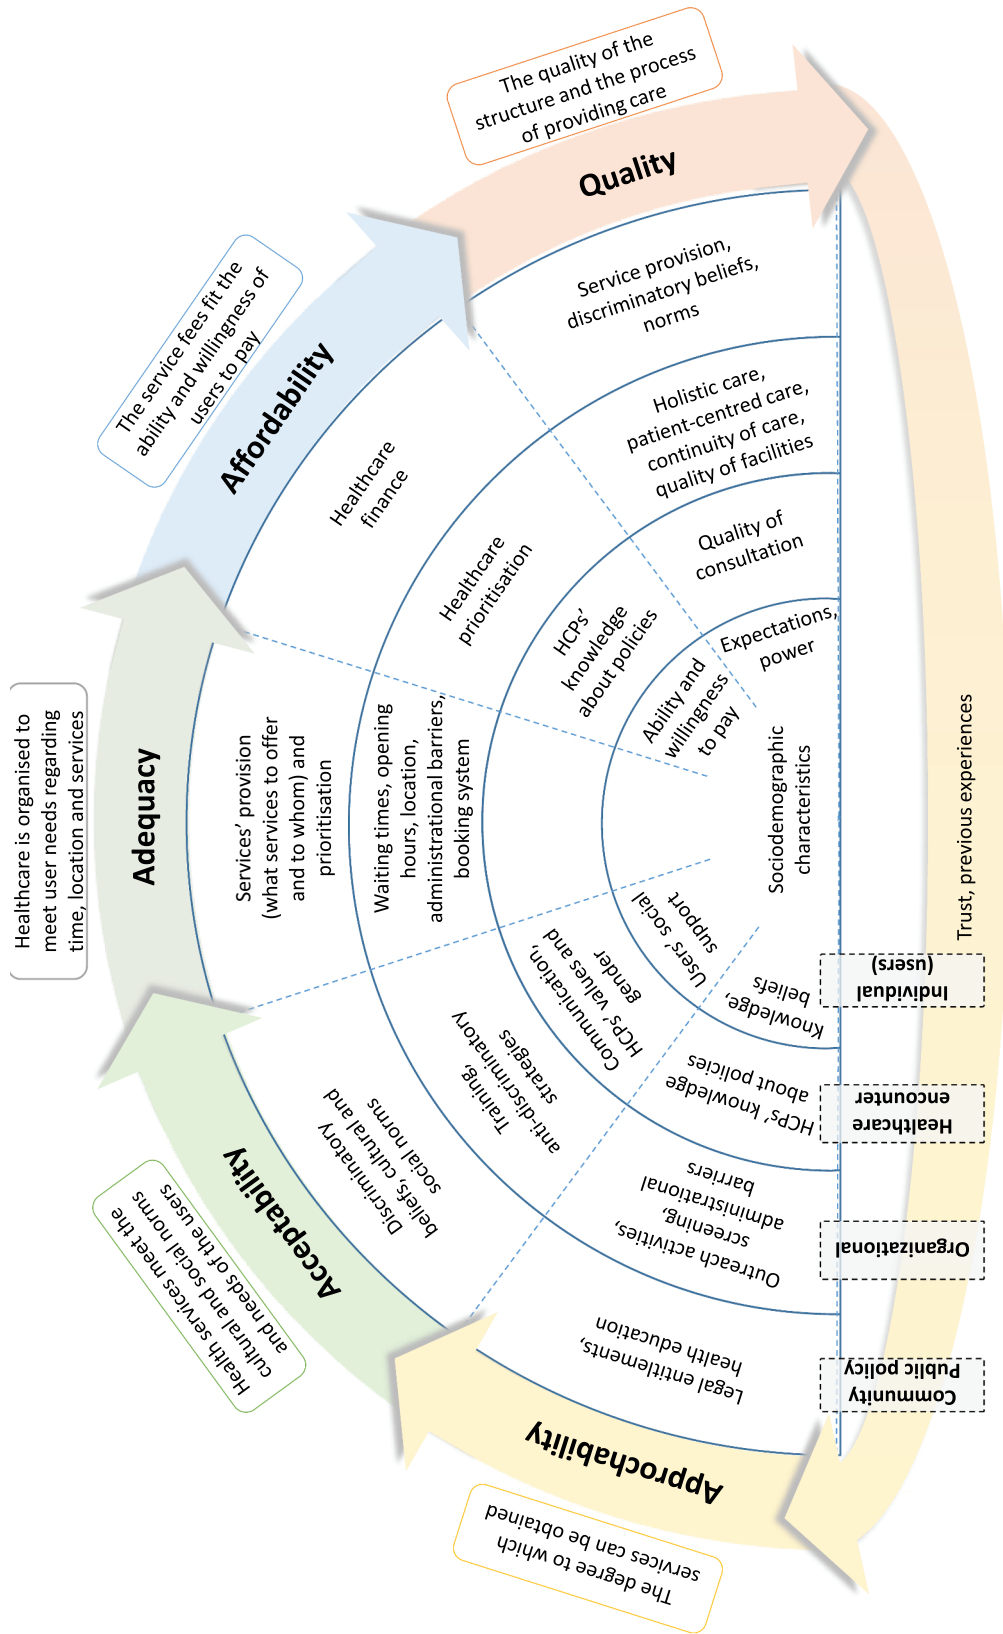 The degree to which
services can be obtained
Approchability
Legal entitlements,
health education
Outreach activities,
screening,
administrational
barriers
HCPs' knowledge
about policies
Knowledge,
beliefs
Health services meet the
cultural and social norms
and needs of the users
Acceptability
Discriminatory
beliefs, cultural and
social norms
Training,
anti-discriminatory
strategies
Communication,
HCPs' values and
gender
Users' social
support
Healthcare is organised to
meet user needs regarding
time, location and services
Adequacy
Services' provision
(what services to offer
and to whom) and
prioritisation
Waiting times, opening
hours, location,
administrational barriers,
booking system
The service fees fit the
ability and willingness of
users to pay
Affordability
Healthcare
finance
Healthcare
prioritisation
HCPs'
knowledge
about policies
Ability and
willingness
to pay
The quality of the
structure and the process
of providing care
Quality
Service provision,
discriminatory beliefs,
norms
Holistic care,
patient-centred care,
continuity of care,
quality of facilities
Quality of
consultation
Expectations,
power
Sociodemographic
characteristics
Community
Public policy
Organizational
Healthcare
encounter
Individual
(users)
Trust, previous experiences